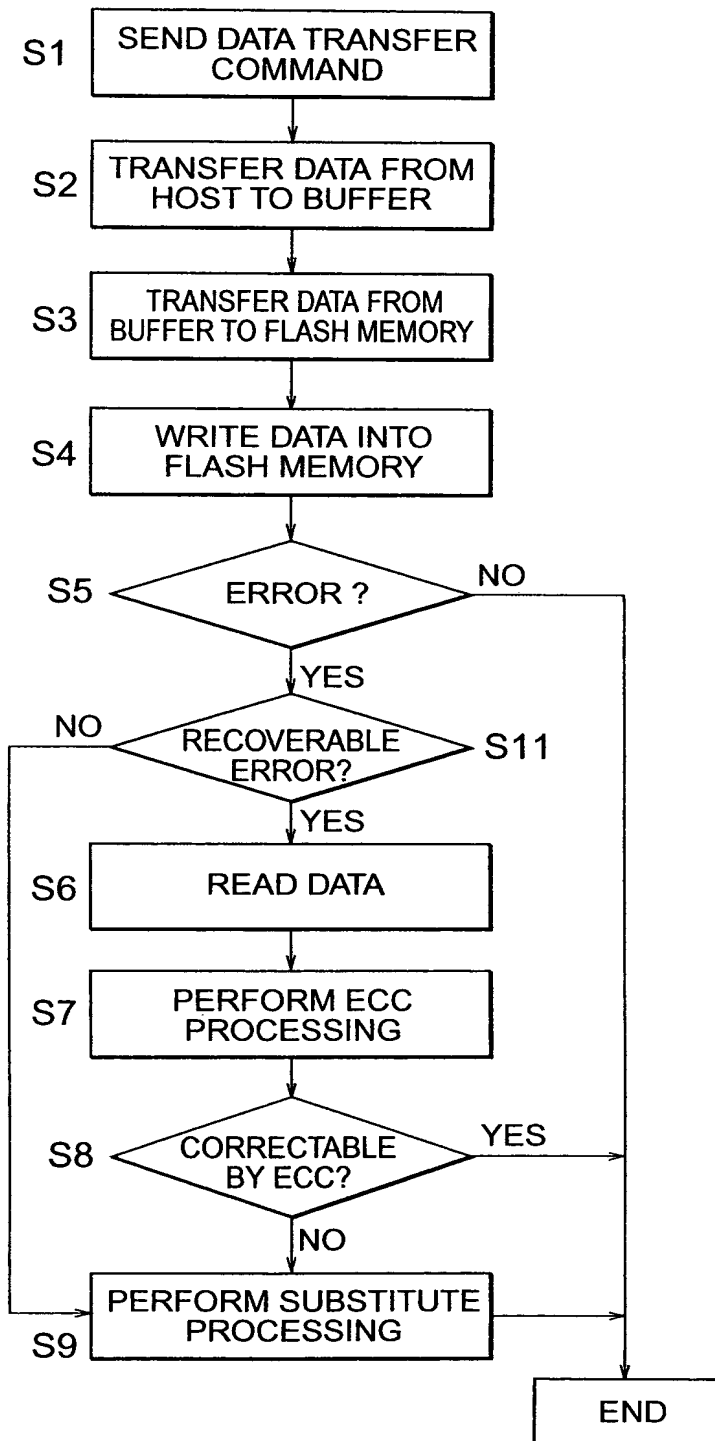 S1
SEND DATA TRANSFER
COMMAND
S2
TRANSFER DATA FROM
HOST TO BUFFER
S3
TRANSFER DATA FROM
BUFFER TO FLASH MEMORY
S4
WRITE DATA INTO
FLASH MEMORY
S5
ERROR ?
NO
YES
NO
RECOVERABLE
ERROR?
S11
YES
S6
READ DATA
S7
PERFORM ECC
PROCESSING
S8
CORRECTABLE
BY ECC?
YES
NO
S9
PERFORM SUBSTITUTE
PROCESSING
END